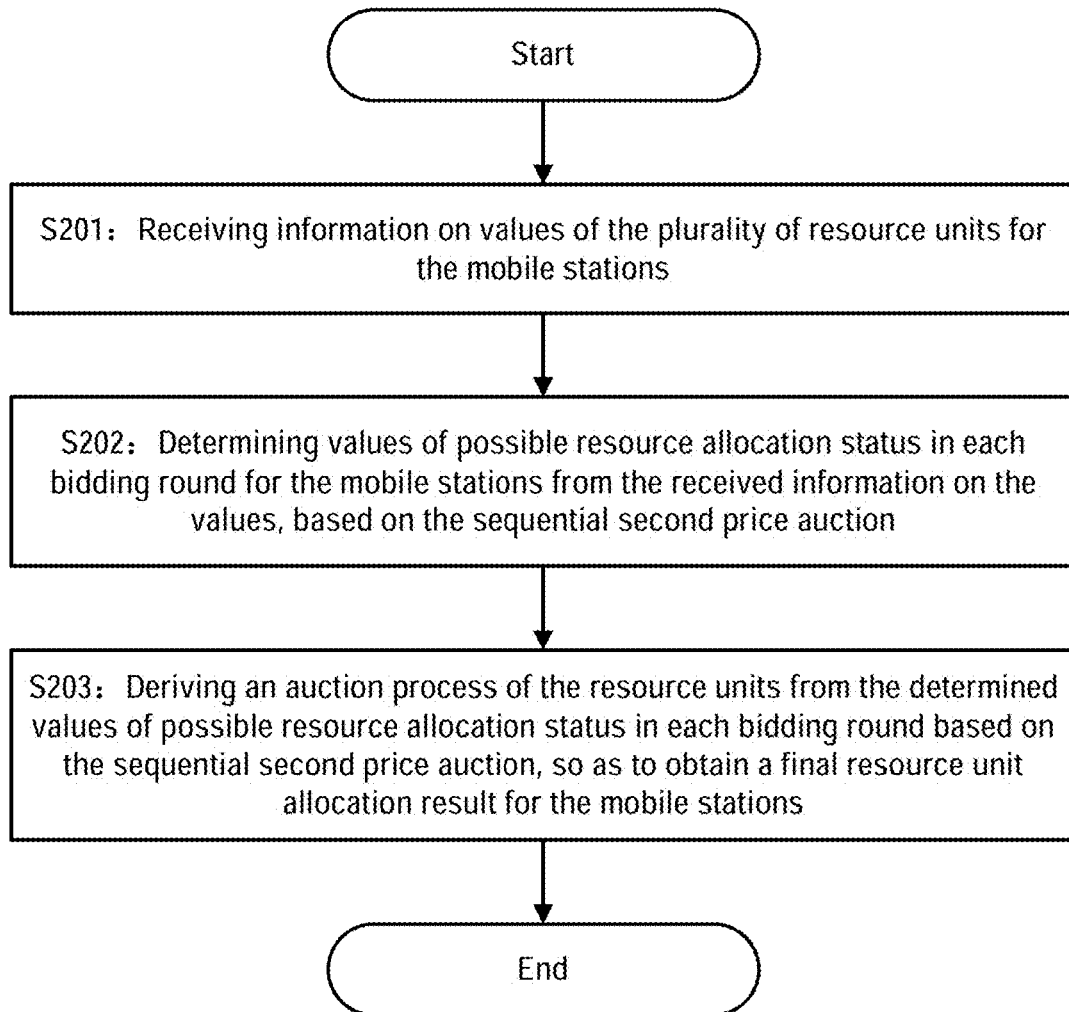 Start
S201：Receiving information on values of the plurality of resource units for
the mobile stations
S202：Determining values of possible resource allocation status in each
bidding round for the mobile stations from the received information on the
values, based on the sequential second price auction
S203：Deriving an auction process of the resource units from the determined
values of possible resource allocation status in each bidding round based on
the sequential second price auction, so as to obtain a final resource unit
allocation result for the mobile stations
End